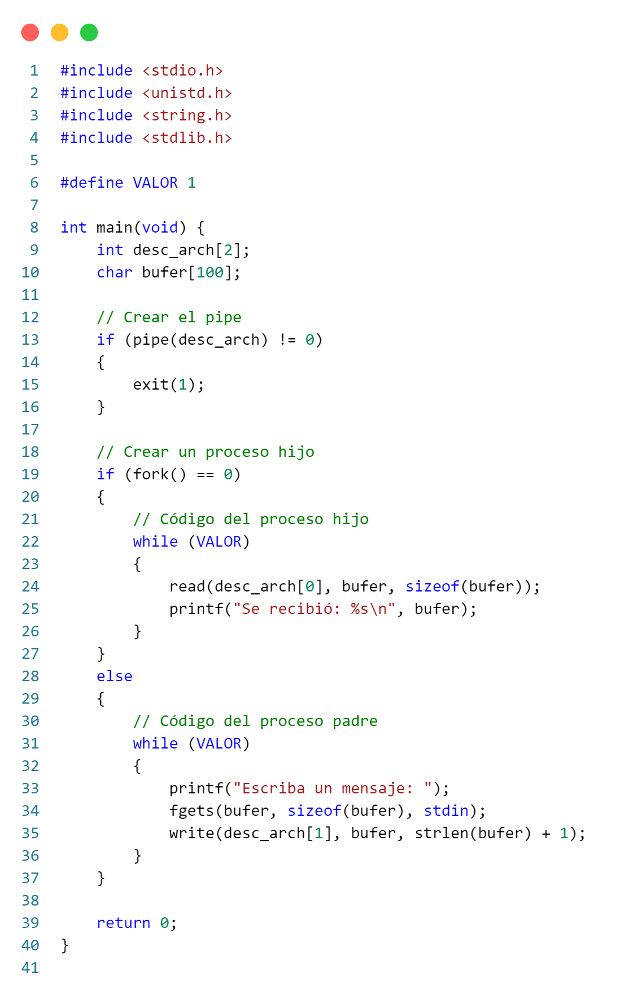 1 #include <stdio.h>
2 #include <unistd.h>
3 #include <string.h>
4 #include <stdlib.h>
5
6 #define VALOR 1
7
8 int main(void) {
9     int desc_arch[2];
10     char bufer[100];
11
12     // Crear el pipe
13     if (pipe(desc_arch) != 0)
14     {
15         exit(1);
16     }
17
18     // Crear un proceso hijo
19     if (fork() == 0)
20     {
21         // Código del proceso hijo
22         while (VALOR)
23         {
24             read(desc_arch[0], bufer, sizeof(bufer));
25             printf("Se recibió: %s\n", bufer);
26         }
27     }
28     else
29     {
30         // Código del proceso padre
31         while (VALOR)
32         {
33             printf("Escriba un mensaje: ");
34             fgets(bufer, sizeof(bufer), stdin);
35             write(desc_arch[1], bufer, strlen(bufer) + 1);
36         }
37     }
38
39     return 0;
40 }
41